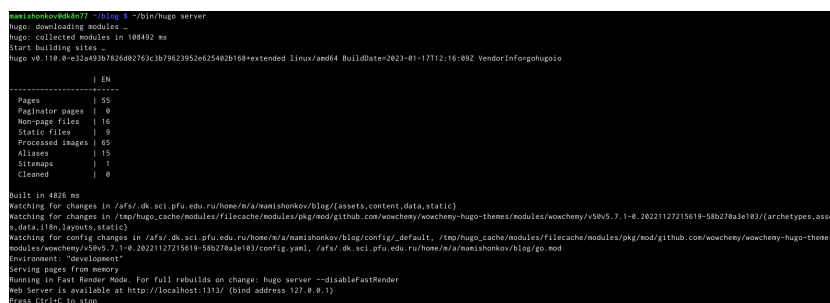 mamishonkov@dk8n77 ~/blog $ ~/bin/hugo server
hugo: downloading modules …
hugo: collected modules in 108492 ms
Start building sites …
hugo v0.110.0-e32a493b7826d02763c3b79623952e625402b168+extended linux/amd64 BuildDate=2023-01-17T12:16:09Z VendorInfo=gohugoio
| EN
-------------------+-----
Pages | 55
Paginator pages | 0
Non-page files | 16
Static files | 9
Processed images | 65
Aliases | 15
Sitemaps | 1
Cleaned | 0
Built in 4826 ms
Watching for changes in /afs/.dk.sci.pfu.edu.ru/home/m/a/mamishonkov/blog/{assets,content,data,static}
Watching for changes in /tmp/hugo_cache/modules/filecache/modules/pkg/mod/github.com/wowchemy/wowchemy-hugo-themes/modules/wowchemy/v5@v5.7.1-0.20221127215619-58b270a3e103/{archetypes,asse
s,data,i18n,layouts,static}
Watching for config changes in /afs/.dk.sci.pfu.edu.ru/home/m/a/mamishonkov/blog/config/_default, /tmp/hugo_cache/modules/filecache/modules/pkg/mod/github.com/wowchemy/wowchemy-hugo-theme
modules/wowchemy/v5@v5.7.1-0.20221127215619-58b270a3e103/config.yaml, /afs/.dk.sci.pfu.edu.ru/home/m/a/mamishonkov/blog/go.mod
Environment: "development"
Serving pages from memory
Running in Fast Render Mode. For full rebuilds on change: hugo server --disableFastRender
Web Server is available at http://localhost:1313/ (bind address 127.0.0.1)
Press Ctrl+C to stop